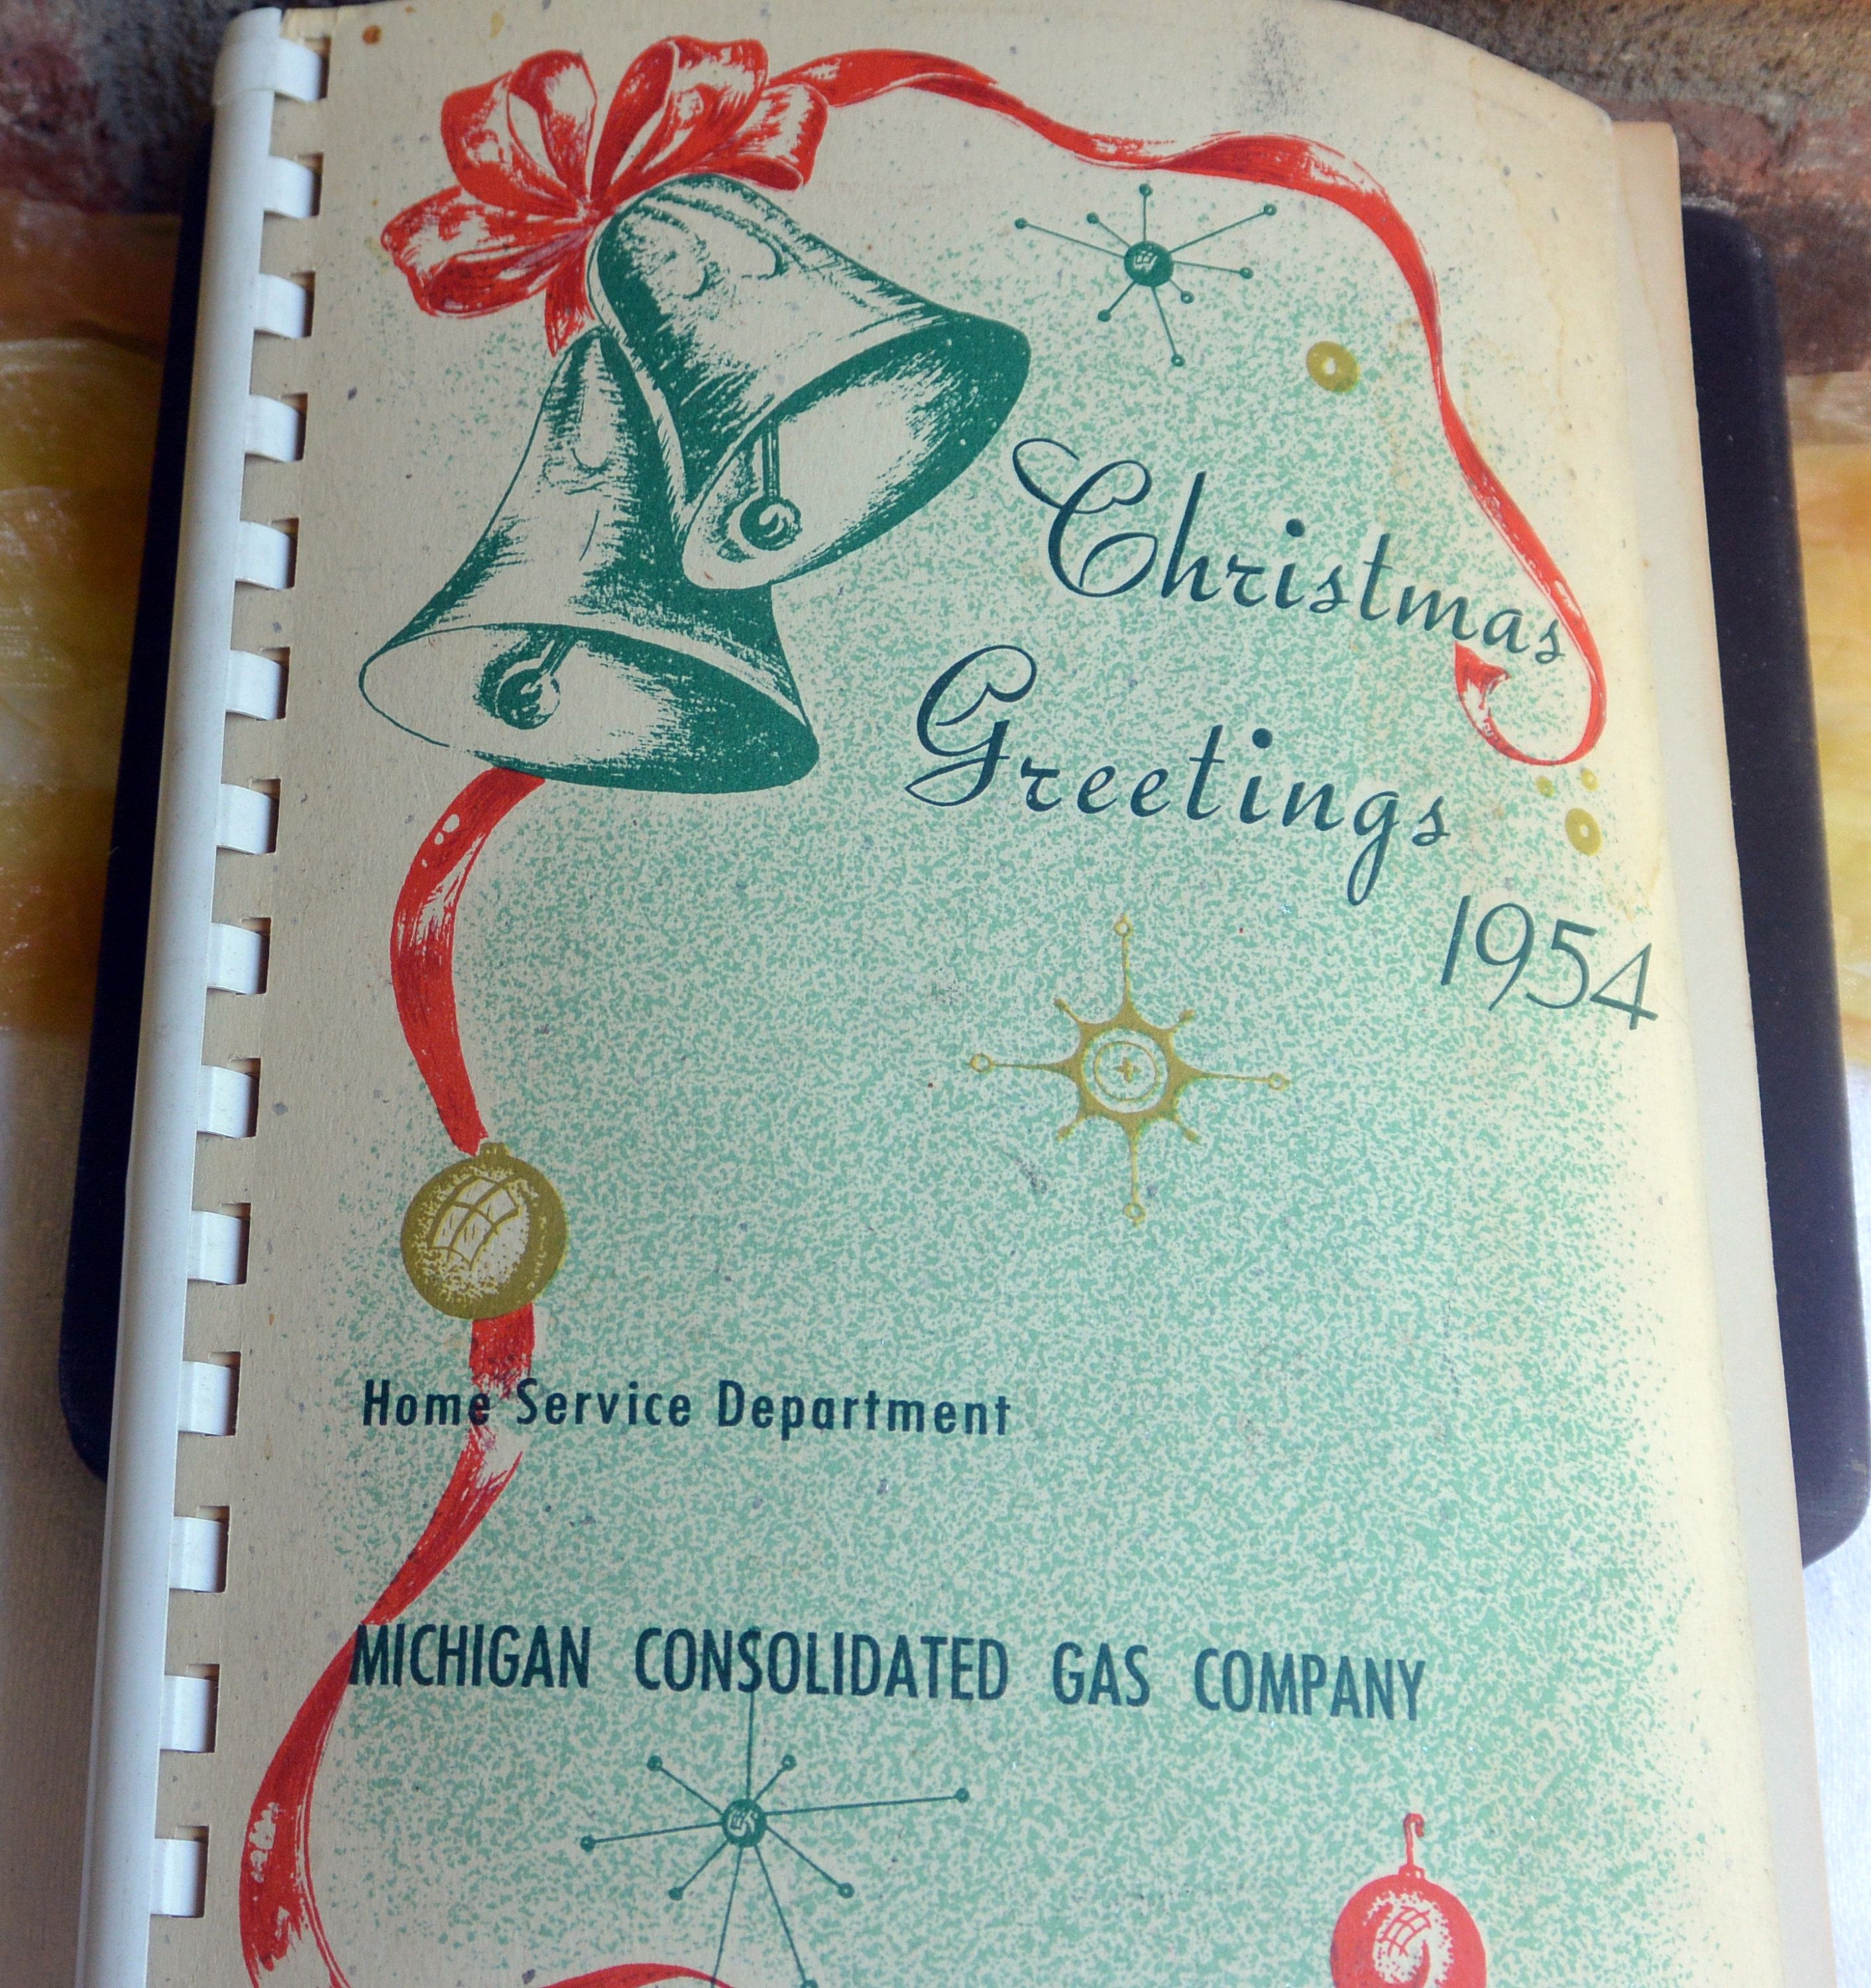 Christmas
Greetings
1954
Home Service Department
MICHIGAN CONSOLIDATED GAS COMPANY